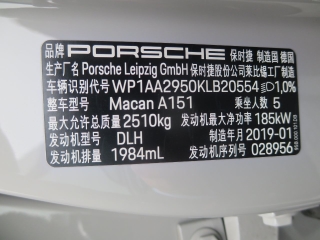 品牌 PORSCHE 保时捷 制造国 德国
生产厂名 Porsche Leipzig GmbH 保时捷股份公司莱比锡工厂制造
车辆识别代号 WP1AA2950KLB20554 1,0%
整车型号 Macan A151 乘坐人数 5
最大允许总质量 2510kg 发动机最大净功率 185kW
发动机型号 DLH 制造年月 2019-01
发动机排量 1984mL 发动机序号 028956